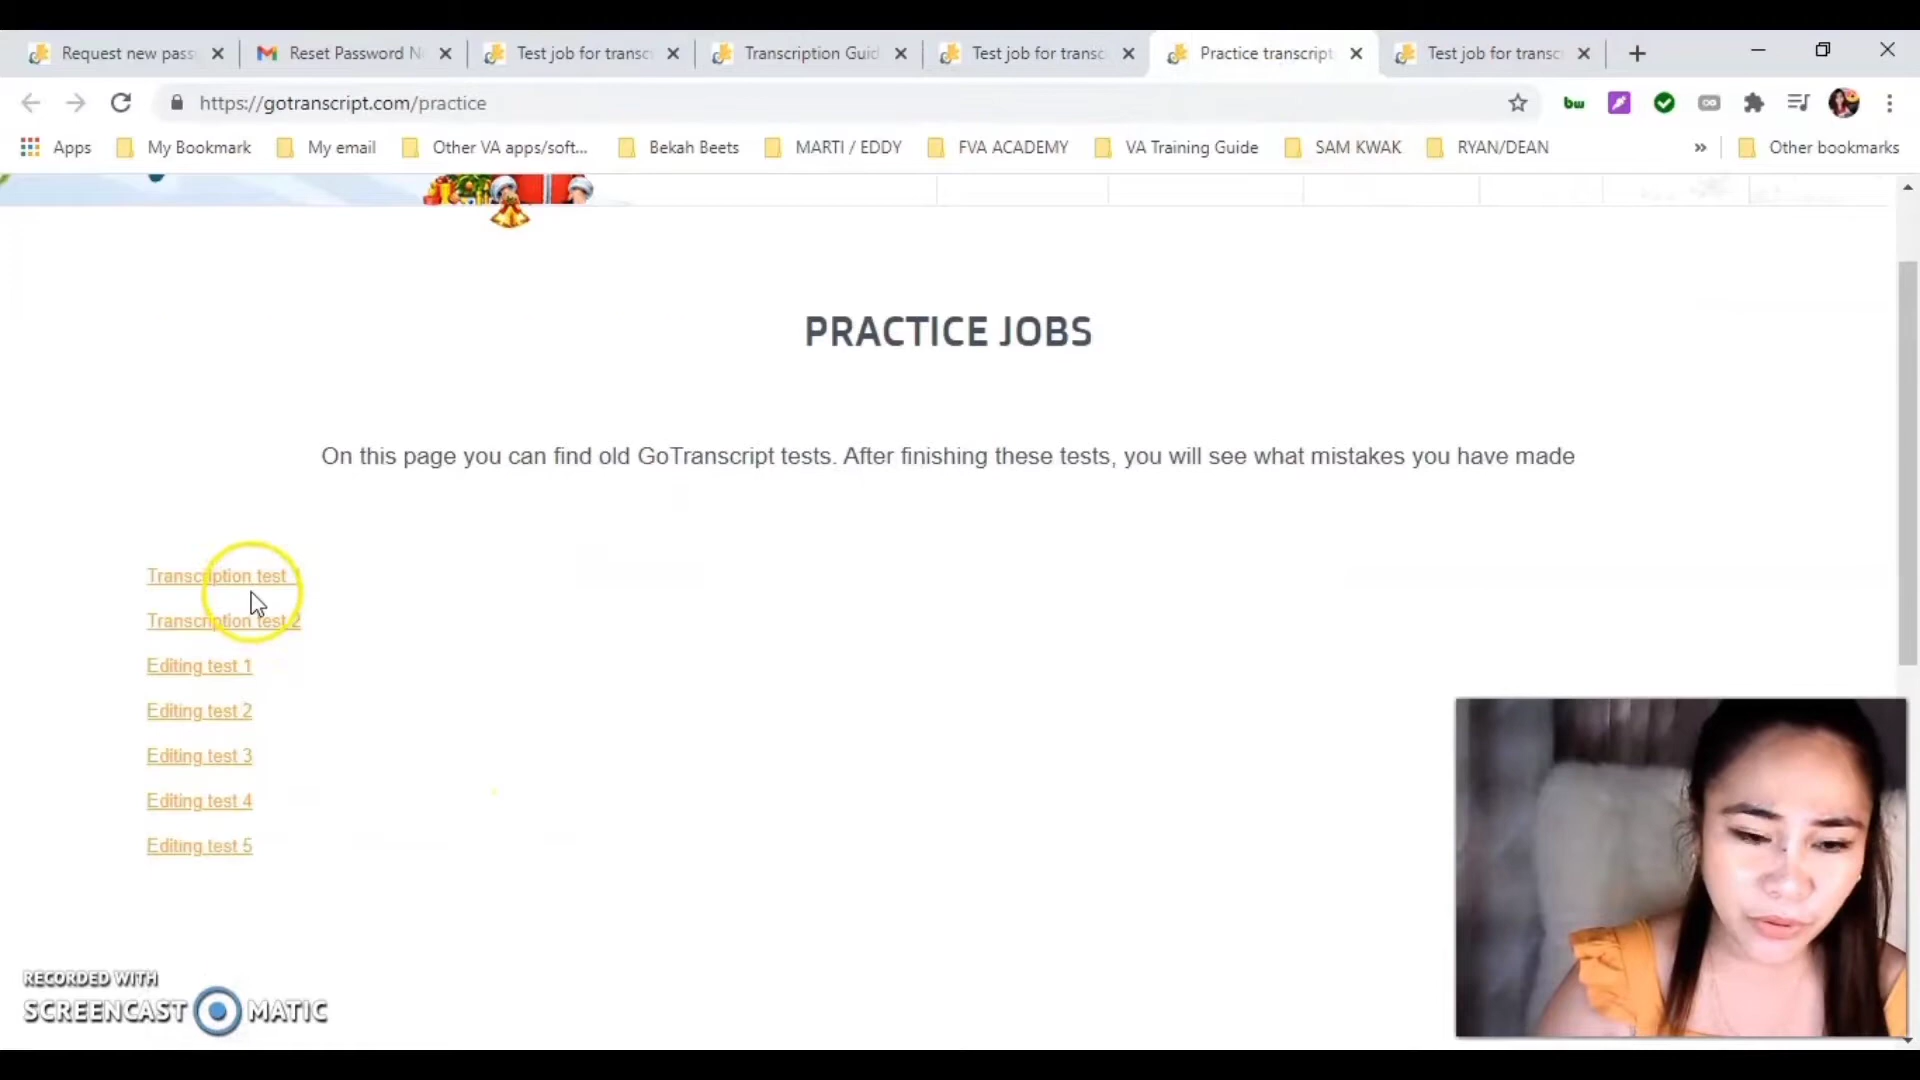 Request new pass
Reset Password N
Test job for transc
Transcription Guid
Test job for transc
Practice transcript
Test job for transc
https://gotranscript.com/practice
bw
Apps
My Bookmark
My email
Other VA apps/soft...
Bekah Beets
MARTI / EDDY
FVA ACADEMY
VA Training Guide
SAM KWAK
RYAN/DEAN
»
Other bookmarks
PRACTICE JOBS
On this page you can find old GoTranscript tests. After finishing these tests, you will see what mistakes you have made
Transcription test 1
Transcription test 2
Editing test 1
Editing test 2
Editing test 3
Editing test 4
Editing test 5
RECORDED WITH
SCREENCAST MATIC